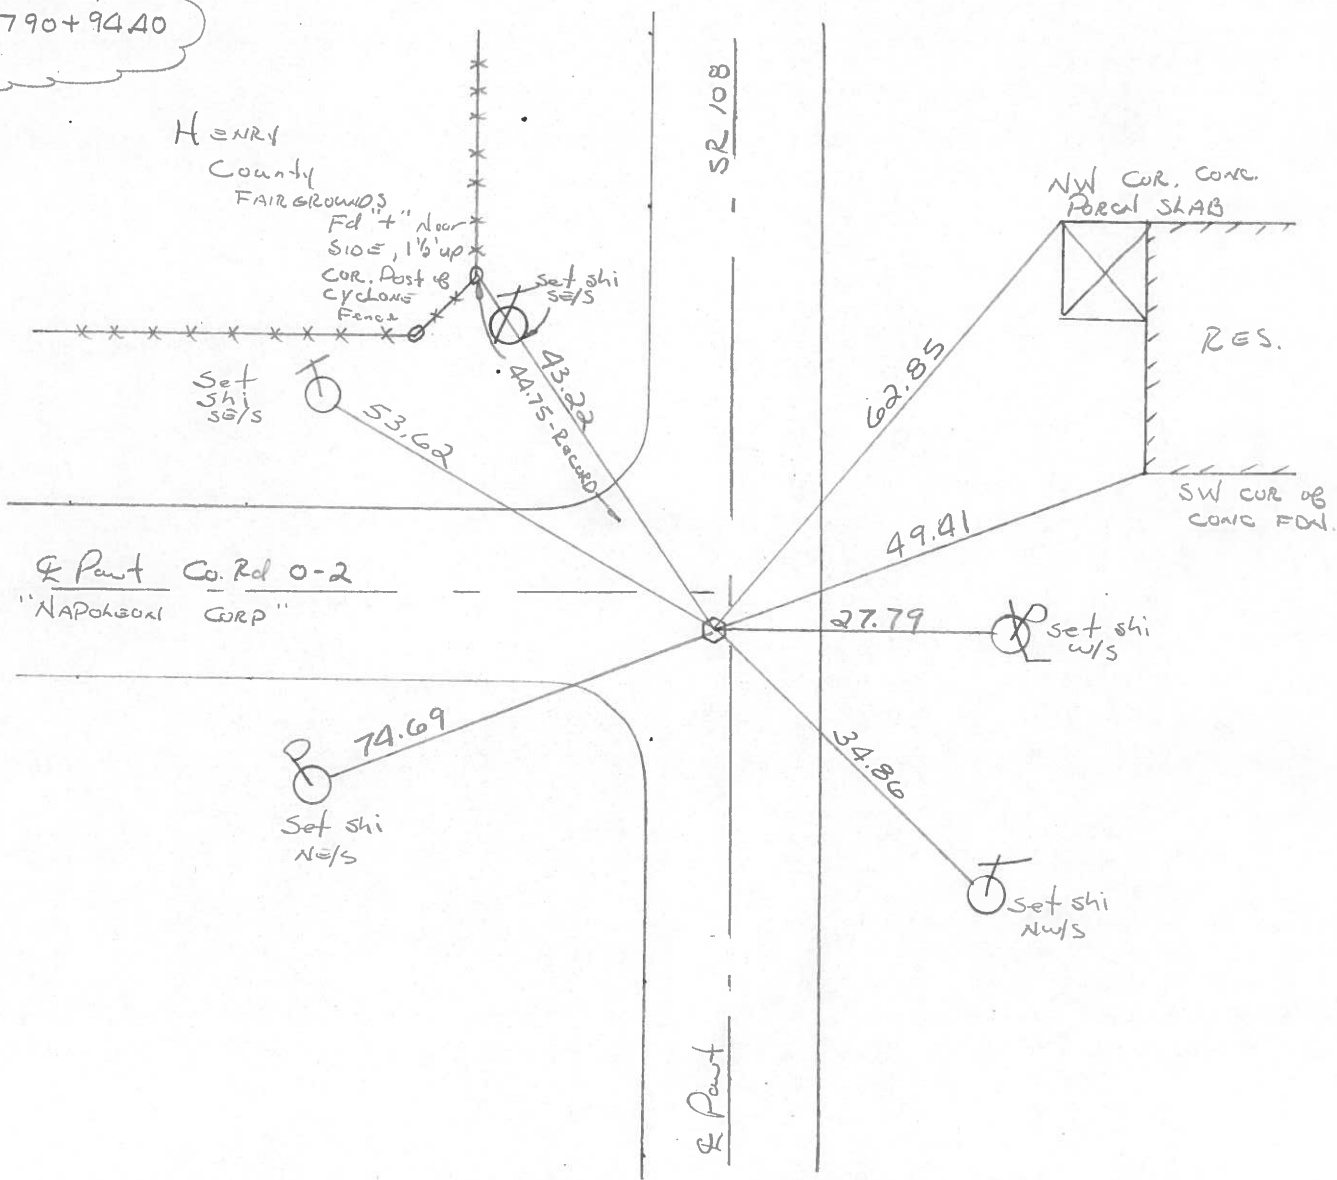 790+94.40
SR 108
HENRY
County
FAIRGROUNDS
Fd "+" Near
SIDE, 1½' up
COR. Post of
CYCLONE
Fence
set shi
SE/S
NW COR. CONC.
PORCH SLAB
RES.
Set
shi
SE/S
53.62
43.22
44.75-RECORD
62.85
49.41
SW COR of
CONC FDN.
℄ Pavt Co. Rd O-2
"NAPOLEON CORP"
27.79
set shi
W/S
74.69
34.86
Set shi
NE/S
set shi
NW/S
℄ Pavt